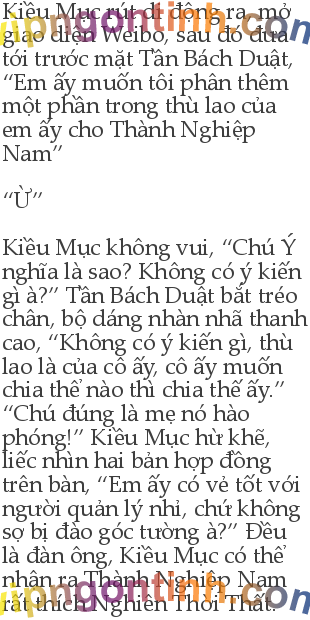 Kiều Mục rút di động ra, mở
giao diện Weibo, sau đó đưa
tới trước mặt Tần Bách Duật,
“Em ấy muốn tôi phân thêm
một phần trong thù lao của
em ấy cho Thành Nghiệp
Nam”
“Ừ”
Kiều Mục không vui, “Chú Ý
nghĩa là sao? Không có ý kiến
gì à?” Tần Bách Duật bắt tréo
chân, bộ dáng nhàn nhã thanh
cao, “Không có ý kiến gì, thù
lao là của cô ấy, cô ấy muốn
chia thể nào thì chia thế ấy.”
“Chú đúng là mẹ nó hào
phóng!” Kiều Mục hừ khẽ,
liếc nhìn hai bản hợp đồng
trên bàn, “Em ấy có vẻ tốt với
người quản lý nhỉ, chứ không
sợ bị đào góc tường à?” Đều
là đàn ông, Kiều Mục có thể
nhận ra Thành Nghiệp Nam
rất thích Nghiên Thời Thất.
vipngontinh.com
vipngontinh.com